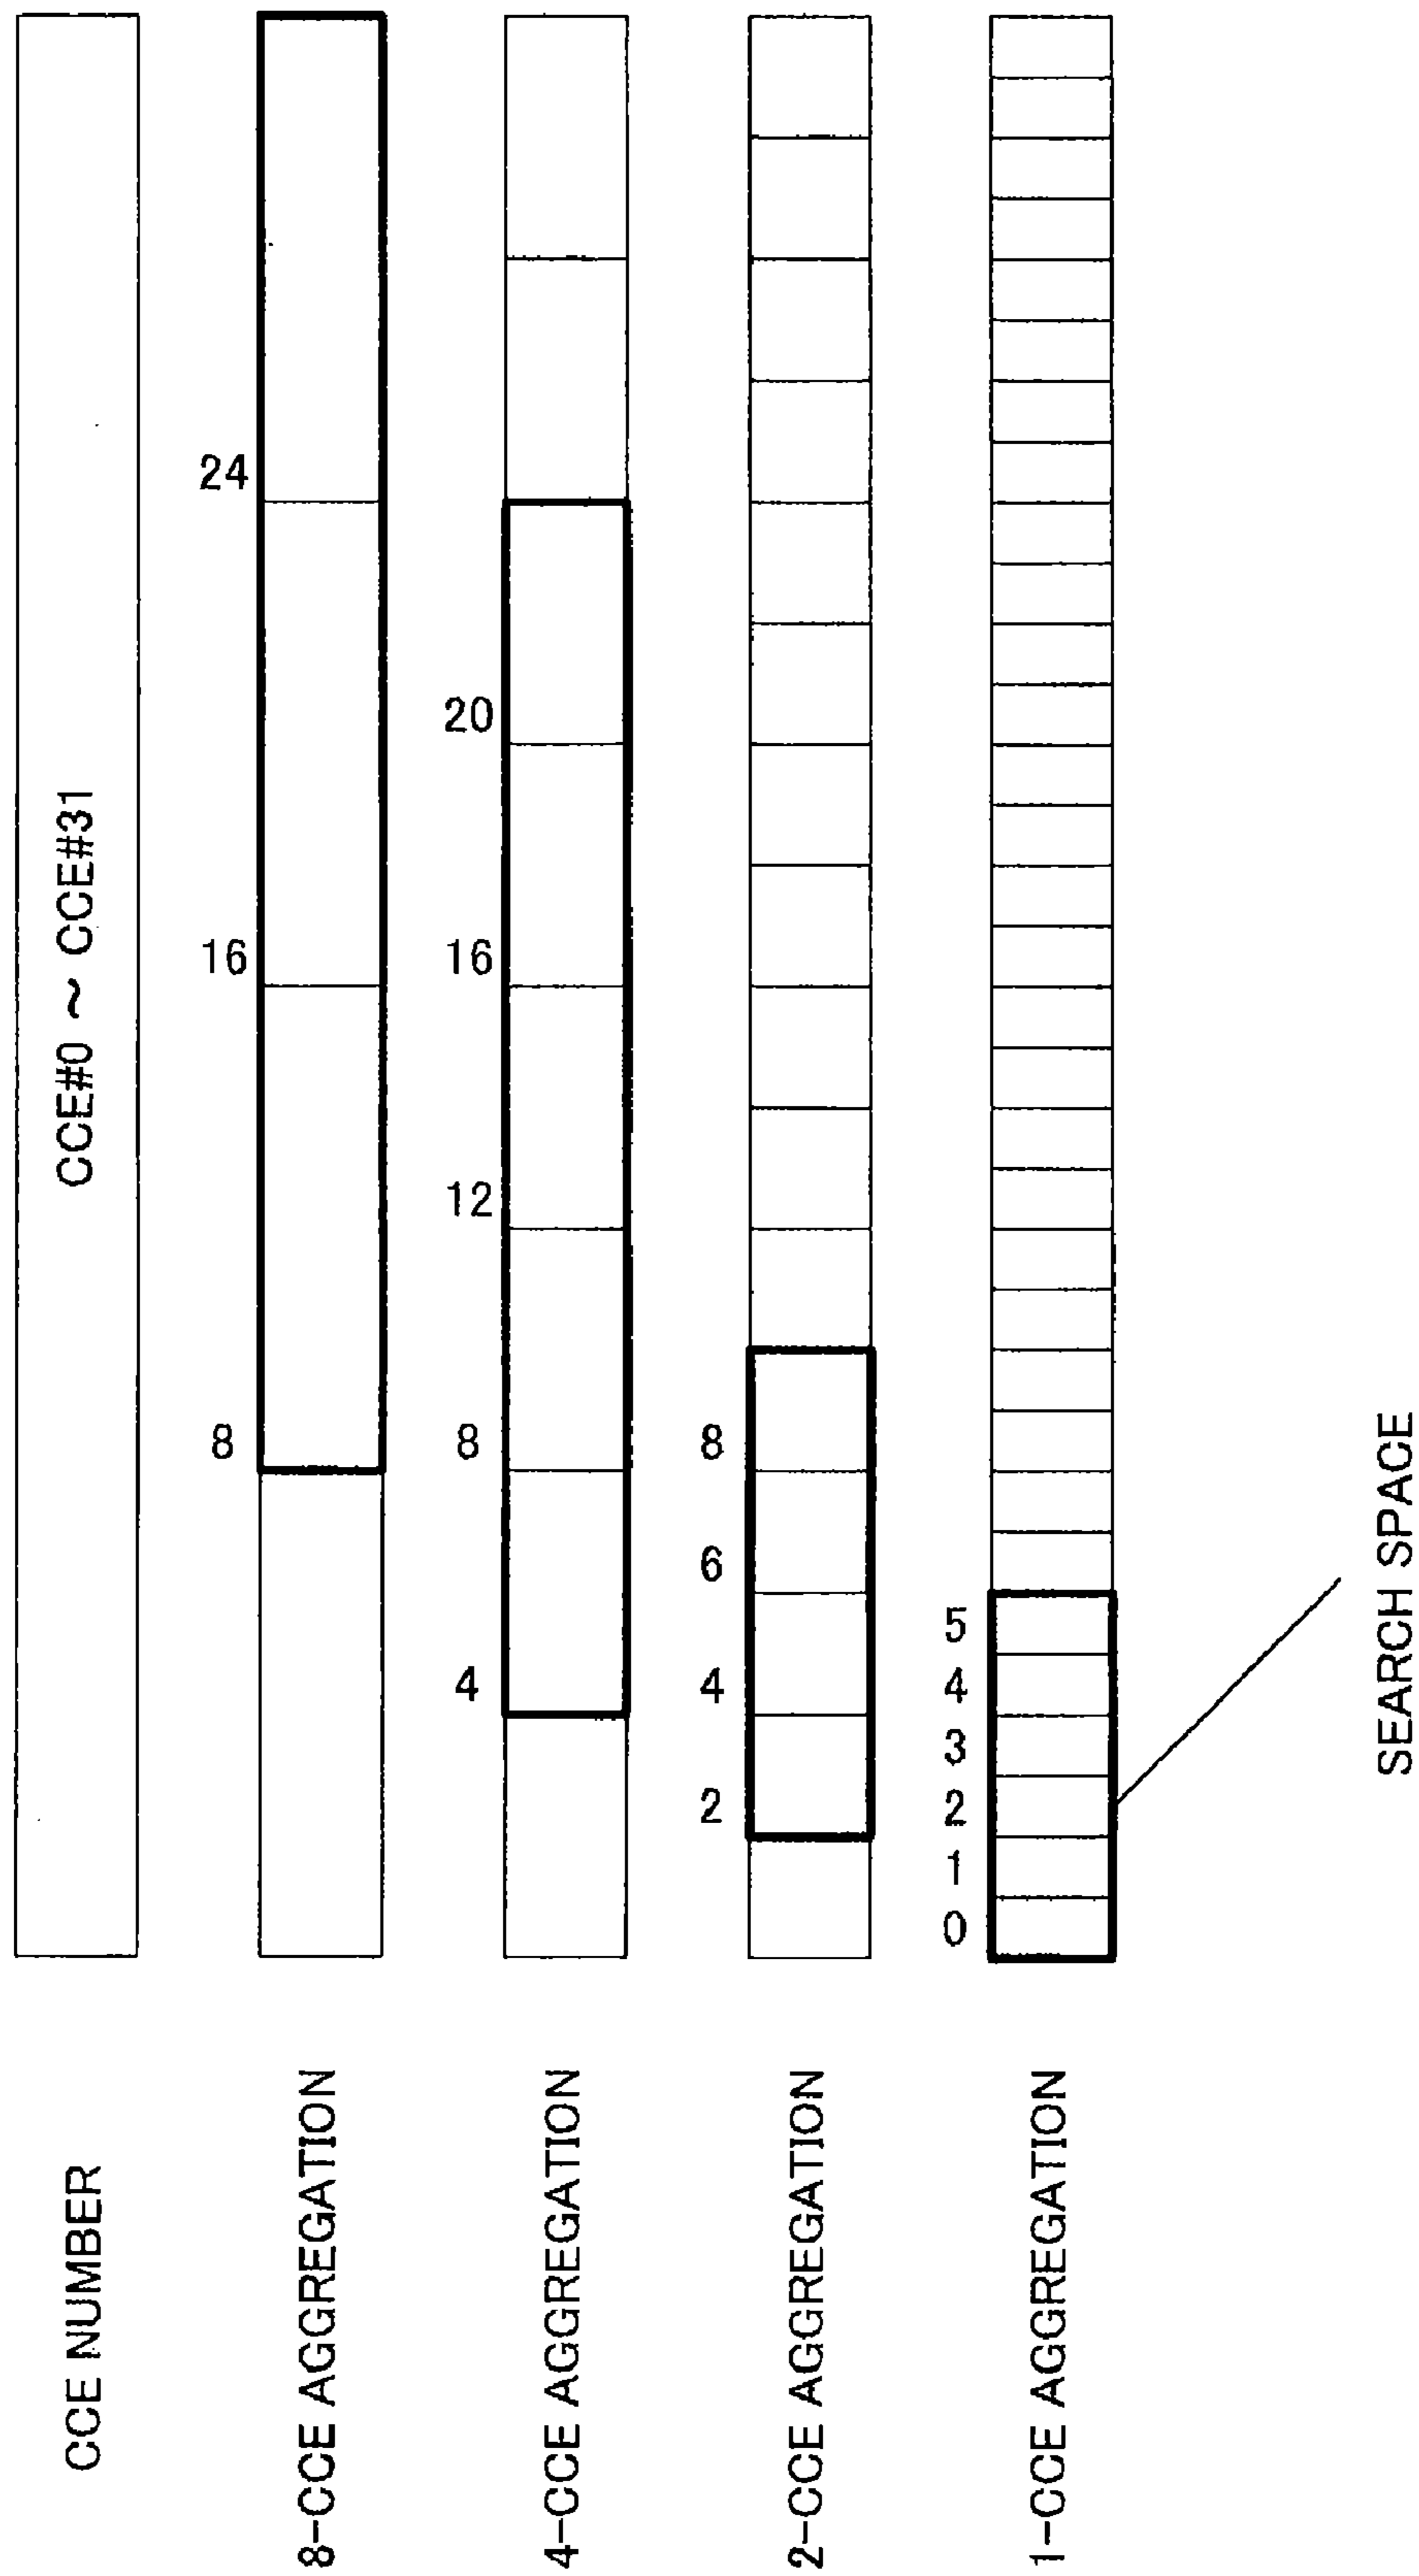 CCE NUMBER
CCE#0 ~ CCE#31
8-CCE AGGREGATION
8 16 24
4-CCE AGGREGATION
4 8 12 16 20
2-CCE AGGREGATION
2 4 6 8
1-CCE AGGREGATION
0 1 2 3 4 5
SEARCH SPACE